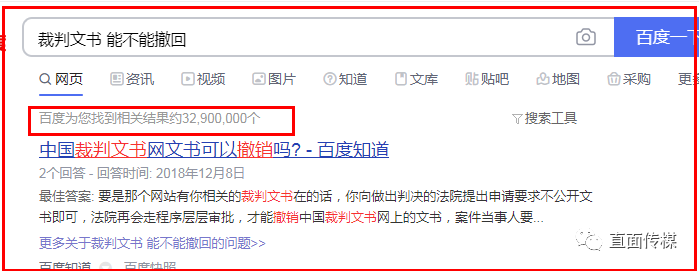 裁判文书 能不能撤回
百度一下
网页 资讯 视频 图片 知道 文库 贴吧 地图 采购 更多
百度为您找到相关结果约32,900,000个
搜索工具
中国裁判文书网文书可以撤销吗? - 百度知道
2个回答 - 回答时间: 2018年12月8日
最佳答案: 要是那个网站有你相关的裁判文书在的话，你向做出判决的法院提出申请要求不公开文
书即可，法院再会走程序层层审批，才能撤销中国裁判文书网上的文书，案件当事人要...
更多关于裁判文书 能不能撤回的问题>>
直面传媒
百度知道 百度快照